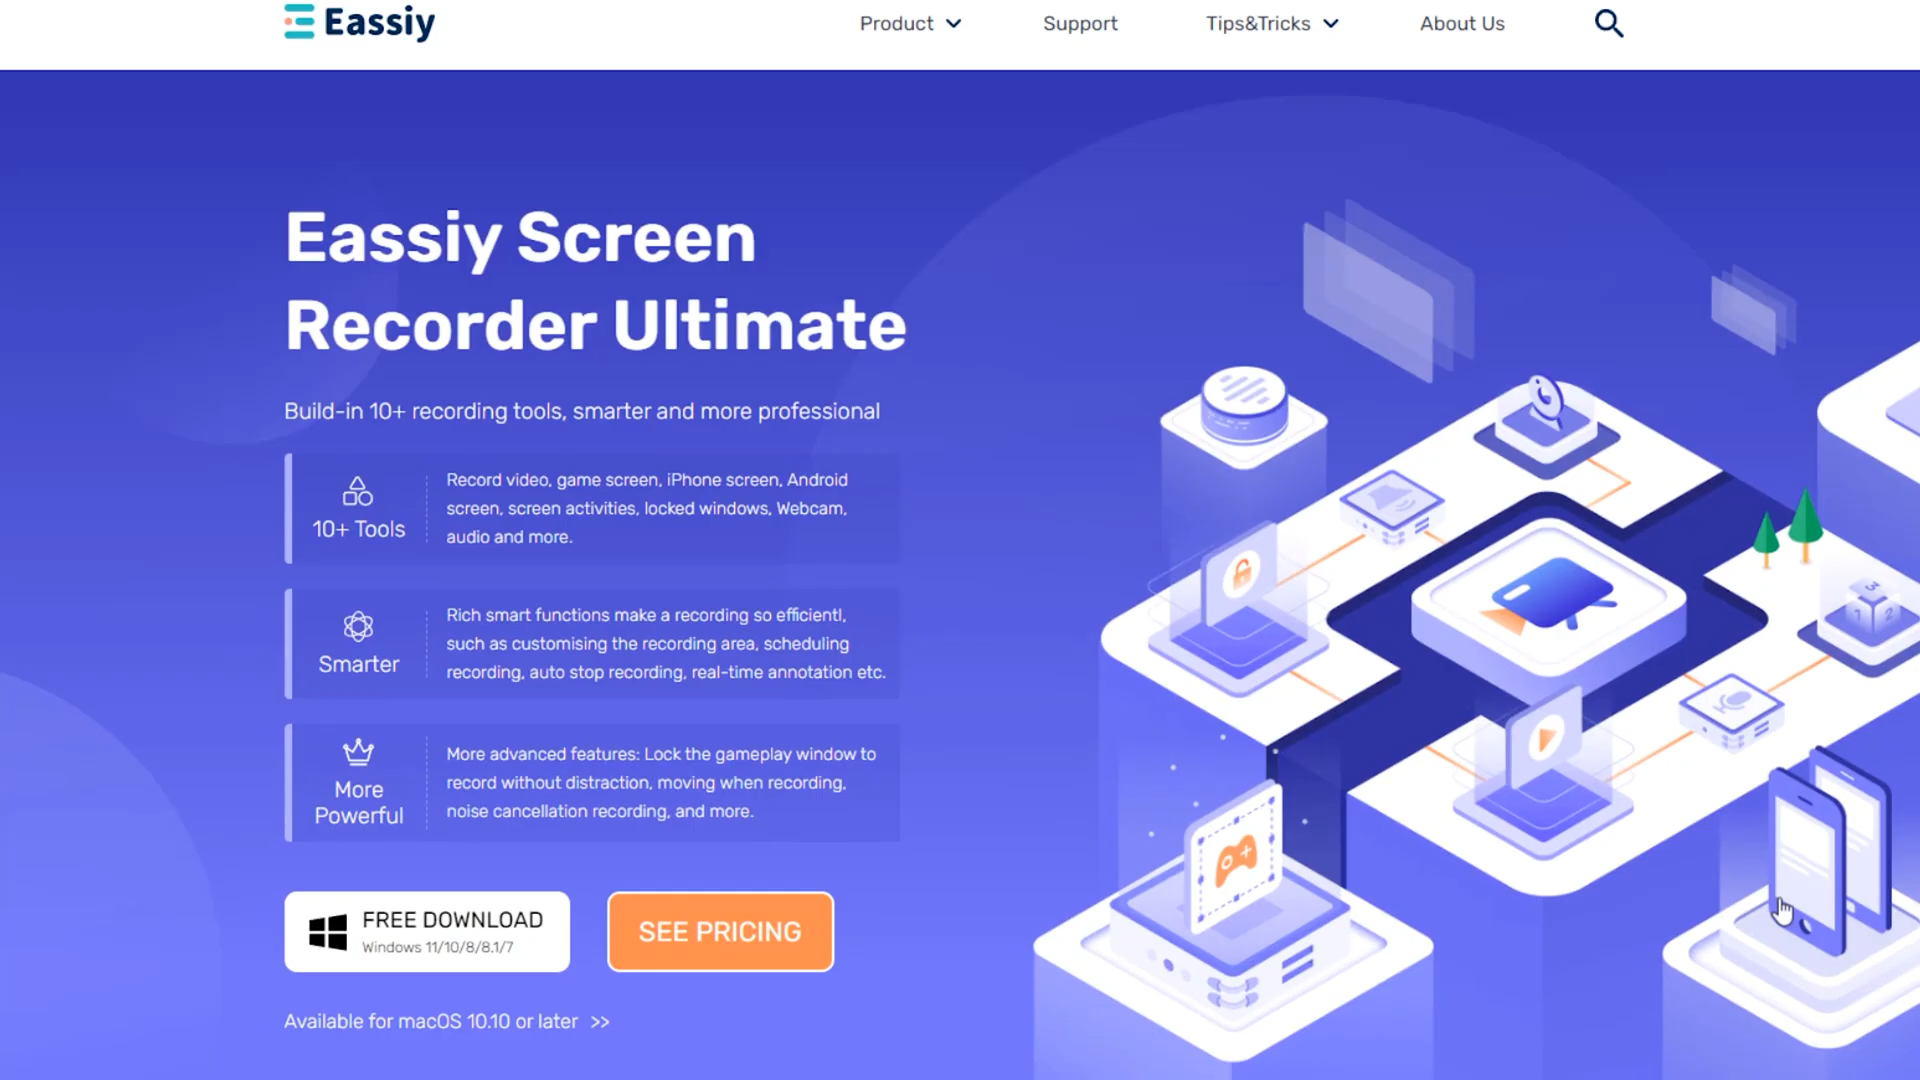 Eassiy
Product
Support
Tips&Tricks
About Us
Eassiy Screen
Recorder Ultimate
Build-in 10+ recording tools, smarter and more professional
10+ Tools
Record video, game screen, iPhone screen, Android
screen, screen activities, locked windows, Webcam,
audio and more.
Smarter
Rich smart functions make a recording so efficientl,
such as customising the recording area, scheduling
recording, auto stop recording, real-time annotation etc.
More
Powerful
More advanced features: Lock the gameplay window to
record without distraction, moving when recording,
noise cancellation recording, and more.
FREE DOWNLOAD
Windows 11/10/8/8.1/7
SEE PRICING
Available for macOS 10.10 or later >>
3
1 2